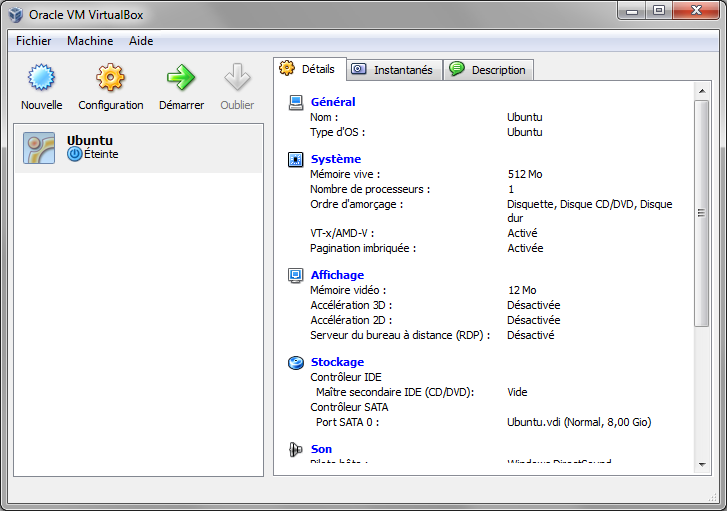 Oracle VM VirtualBox
Fichier Machine Aide
Nouvelle Configuration Démarrer Oublier
Ubuntu
Éteinte
Détails Instantanés Description
Général
Nom : Ubuntu
Type d'OS : Ubuntu
Système
Mémoire vive : 512 Mo
Nombre de processeurs : 1
Ordre d'amorçage : Disquette, Disque CD/DVD, Disque
dur
VT-x/AMD-V : Activé
Pagination imbriquée : Activée
Affichage
Mémoire vidéo : 12 Mo
Accélération 3D : Désactivée
Accélération 2D : Désactivée
Serveur du bureau à distance (RDP) : Désactivé
Stockage
Contrôleur IDE
Maître secondaire IDE (CD/DVD): Vide
Contrôleur SATA
Port SATA 0 : Ubuntu.vdi (Normal, 8,00 Gio)
Son
Pilote hôte : Windows DirectSound